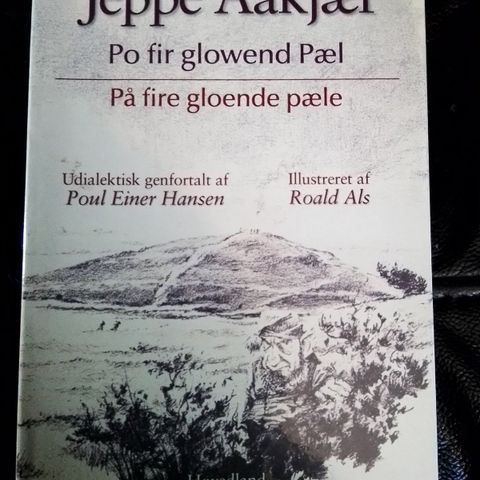 Jeppe Aakjær
Po fir glowend Pæl
På fire gloende pæle
Udialektisk genfortalt af
Poul Einer Hansen
Illustreret af
Roald Als
Hovedland